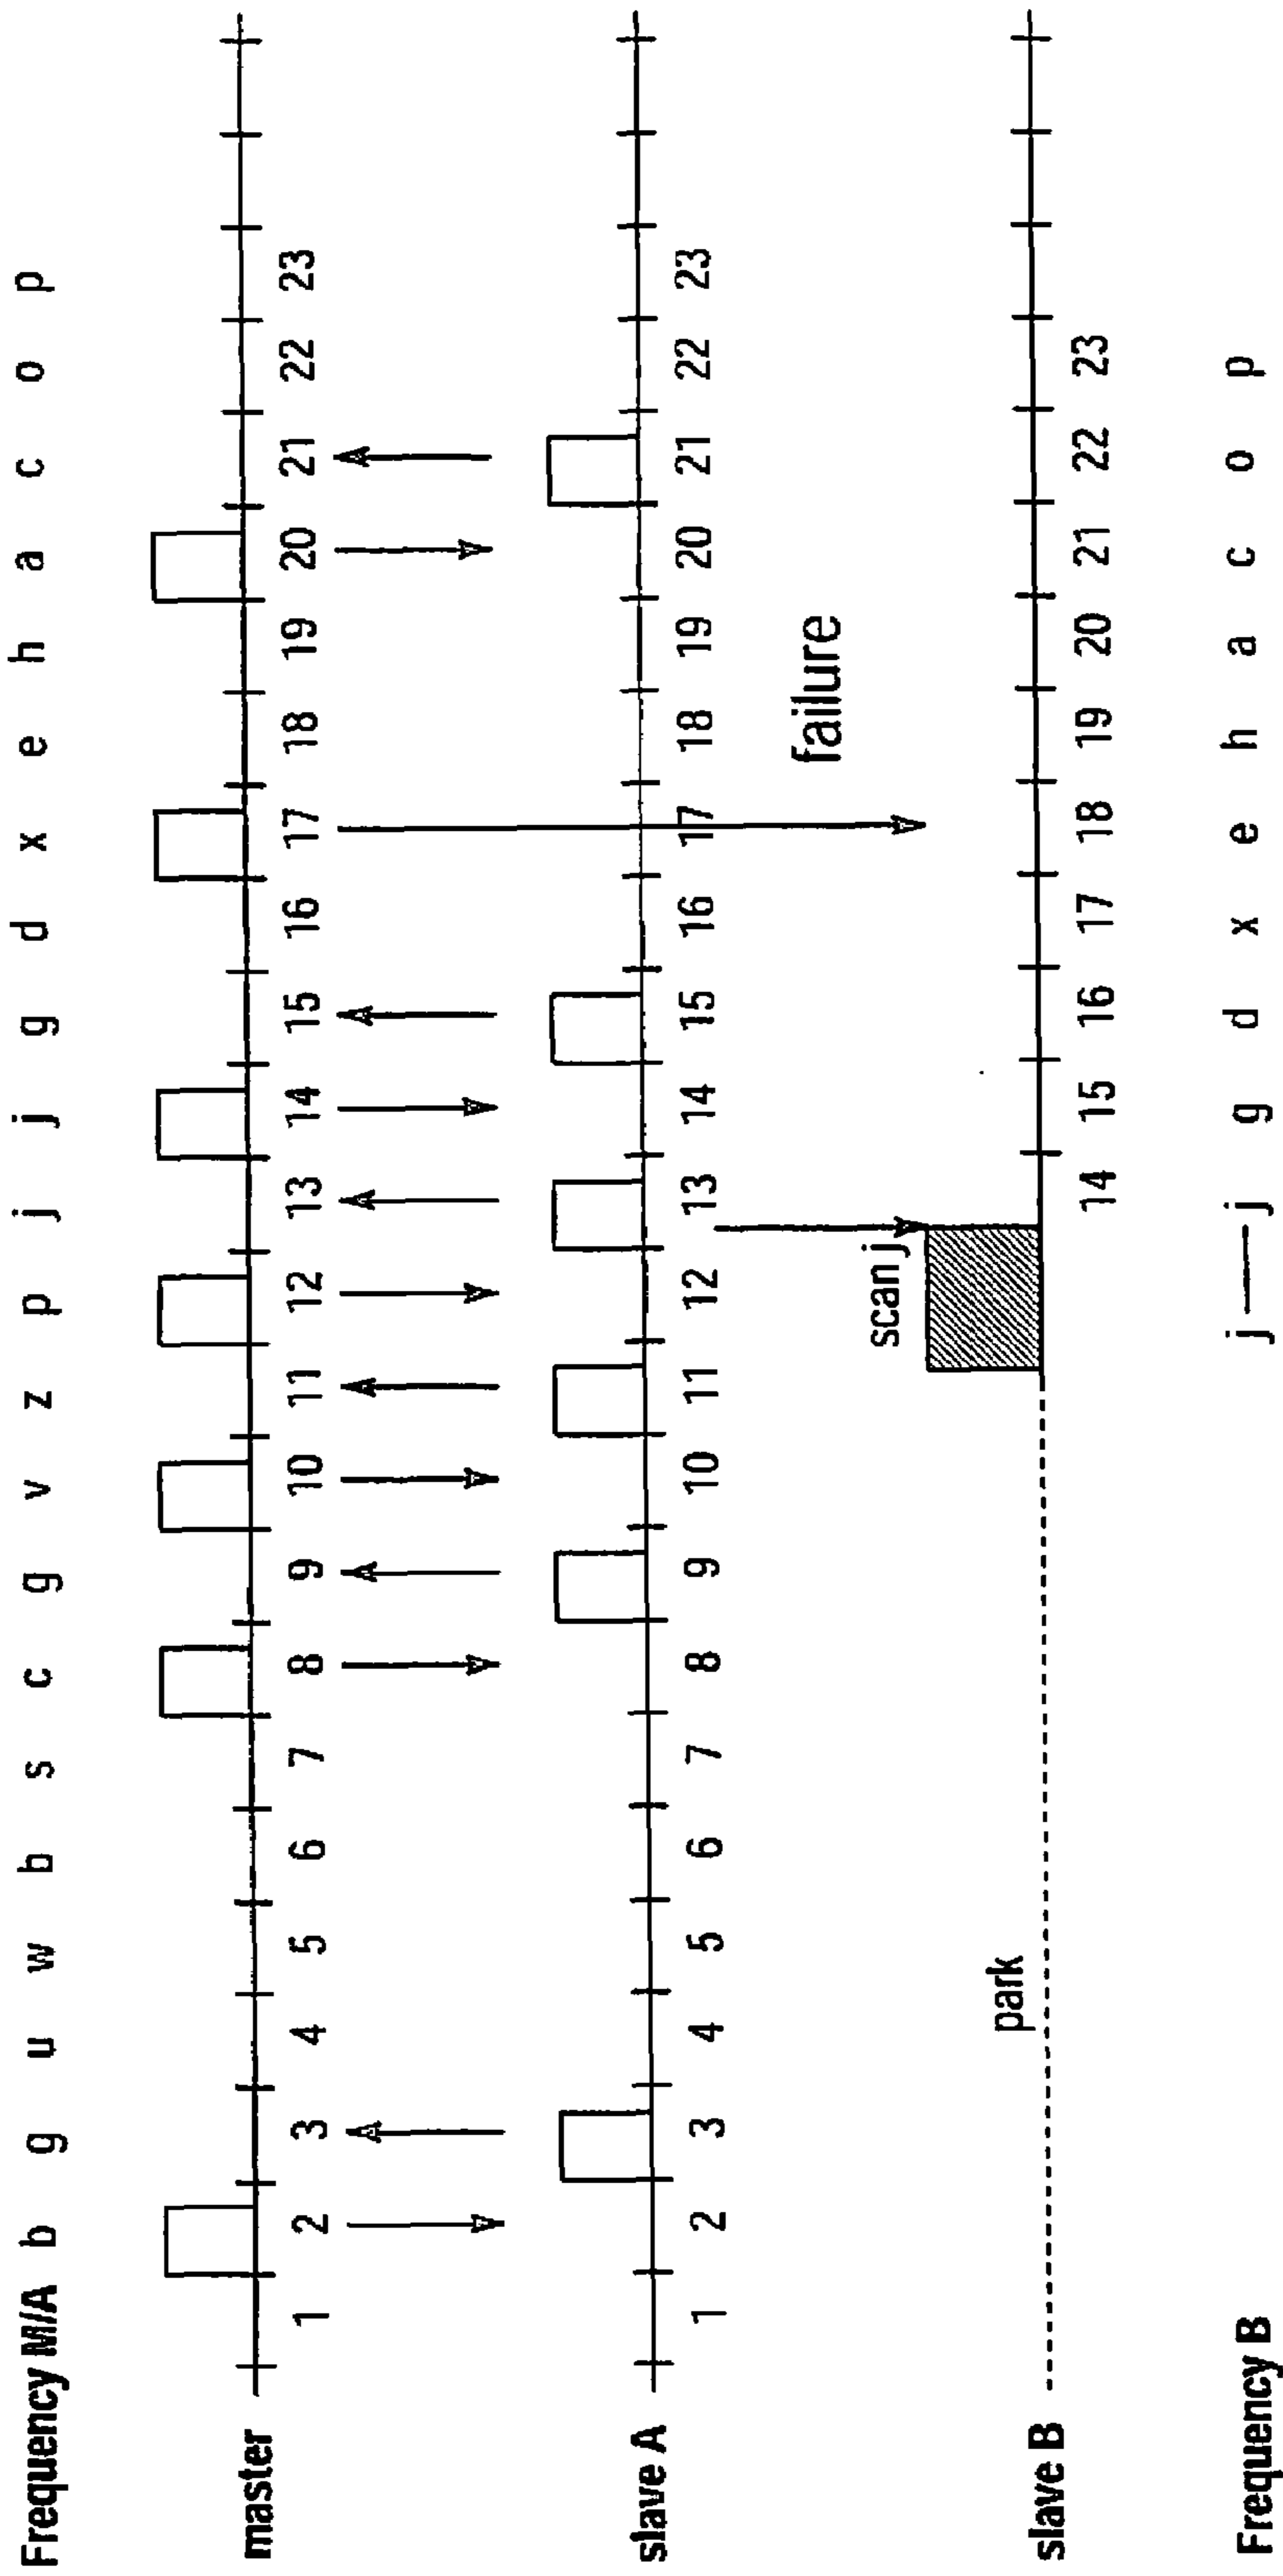 Frequency M/A b g u w b s c g v z p j j g d x e h a c o p
master
1 2 3 4 5 6 7 8 9 10 11 12 13 14 15 16 17 18 19 20 21 22 23
slave A
1 2 3 4 5 6 7 8 9 10 11 12 13 14 15 16 17 18 19 20 21 22 23
failure
scan j
park
slave B
14 15 16 17 18 19 20 21 22 23
Frequency B j — j g d x e h a c o p